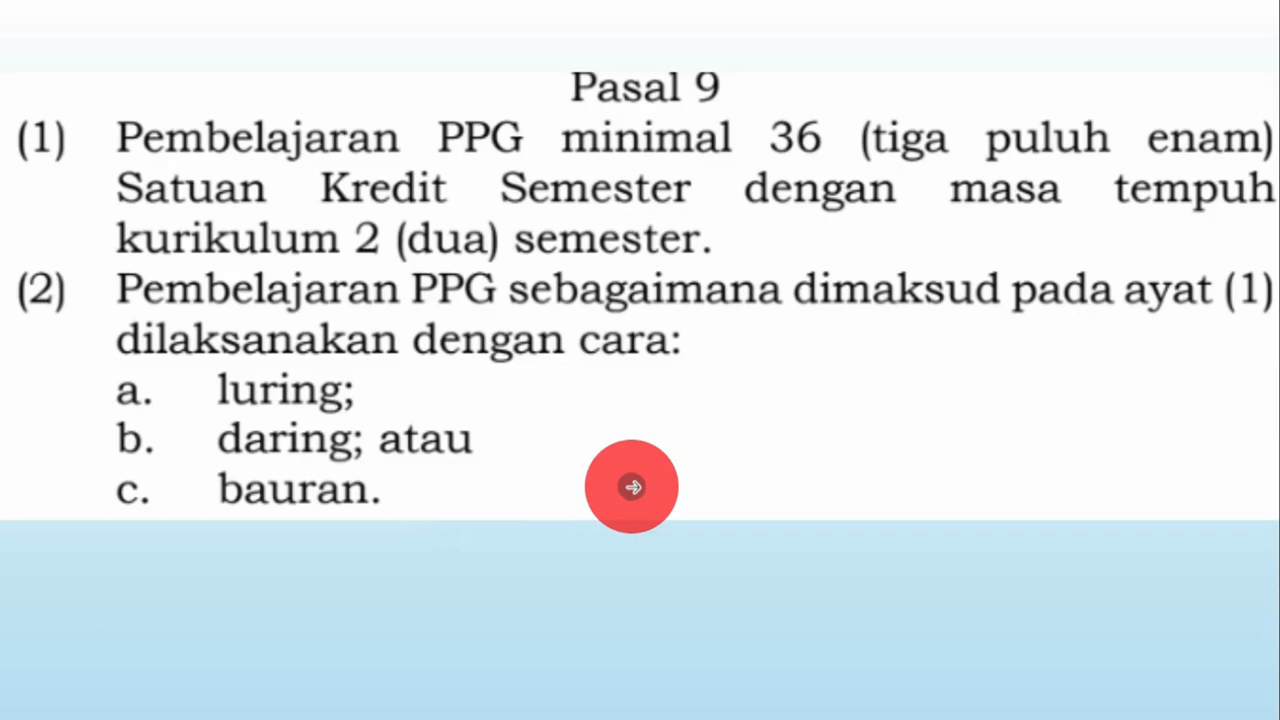 Pasal 9
(1) Pembelajaran PPG minimal 36 (tiga puluh enam)
Satuan Kredit Semester dengan masa tempuh
kurikulum 2 (dua) semester.
(2) Pembelajaran PPG sebagaimana dimaksud pada ayat (1)
dilaksanakan dengan cara:
a. luring;
b. daring; atau
c. bauran.